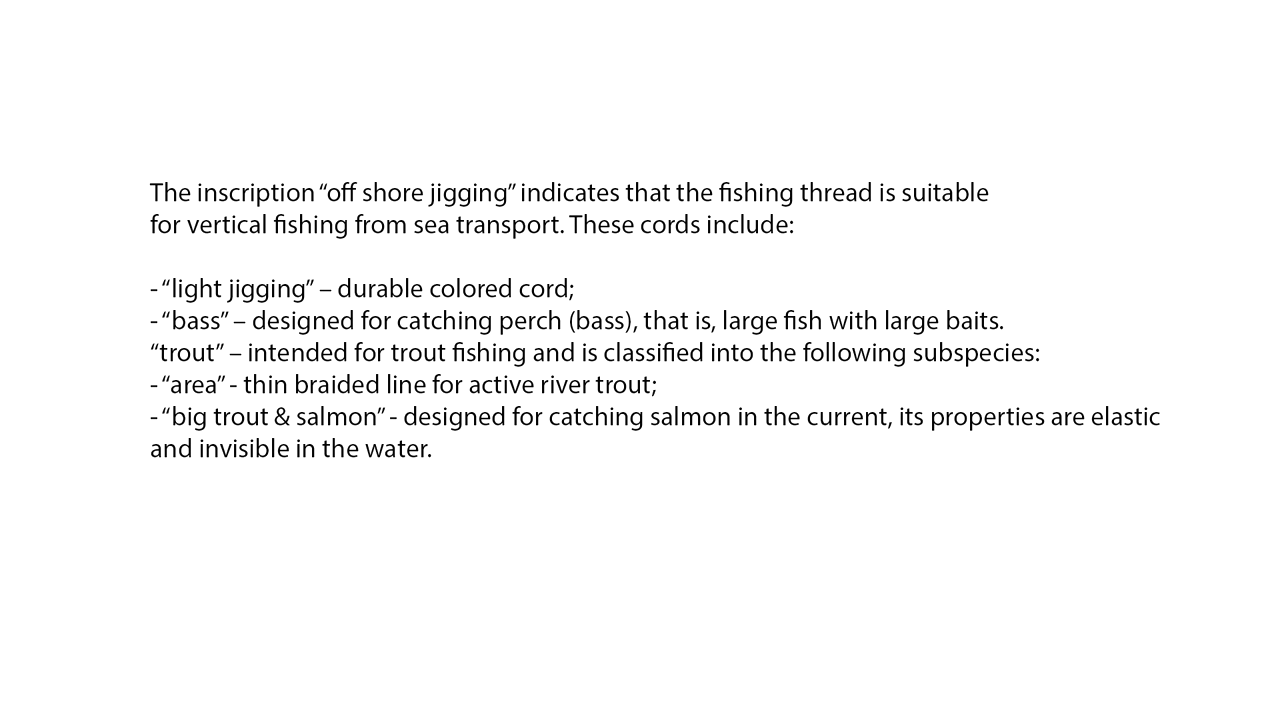 The inscription “off shore jigging” indicates that the fishing thread is suitable
for vertical fishing from sea transport. These cords include:
- “light jigging” – durable colored cord;
- “bass” – designed for catching perch (bass), that is, large fish with large baits.
“trout” – intended for trout fishing and is classified into the following subspecies:
- “area” - thin braided line for active river trout;
- “big trout & salmon” - designed for catching salmon in the current, its properties are elastic
and invisible in the water.